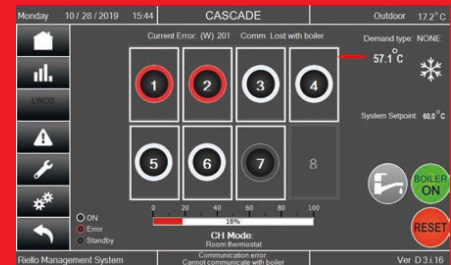 Monday 10 / 28 / 2019 15:44 CASCADE Outdoor 17.2°C
Current Error: (W) 201 Comm. Lost with boiler
Demand type: NONE
57.1°C
1 2 3 4
LWCO
System Setpoint 60,0°C
5 6 7 8
BOILER
ON
0 20 40 60 80 100
18%
ON
Error
Standby
CH Mode:
Room thermostat
RESET
Riello Management System
Communication error
Cannot communicate with boiler
Ver D3.i.16